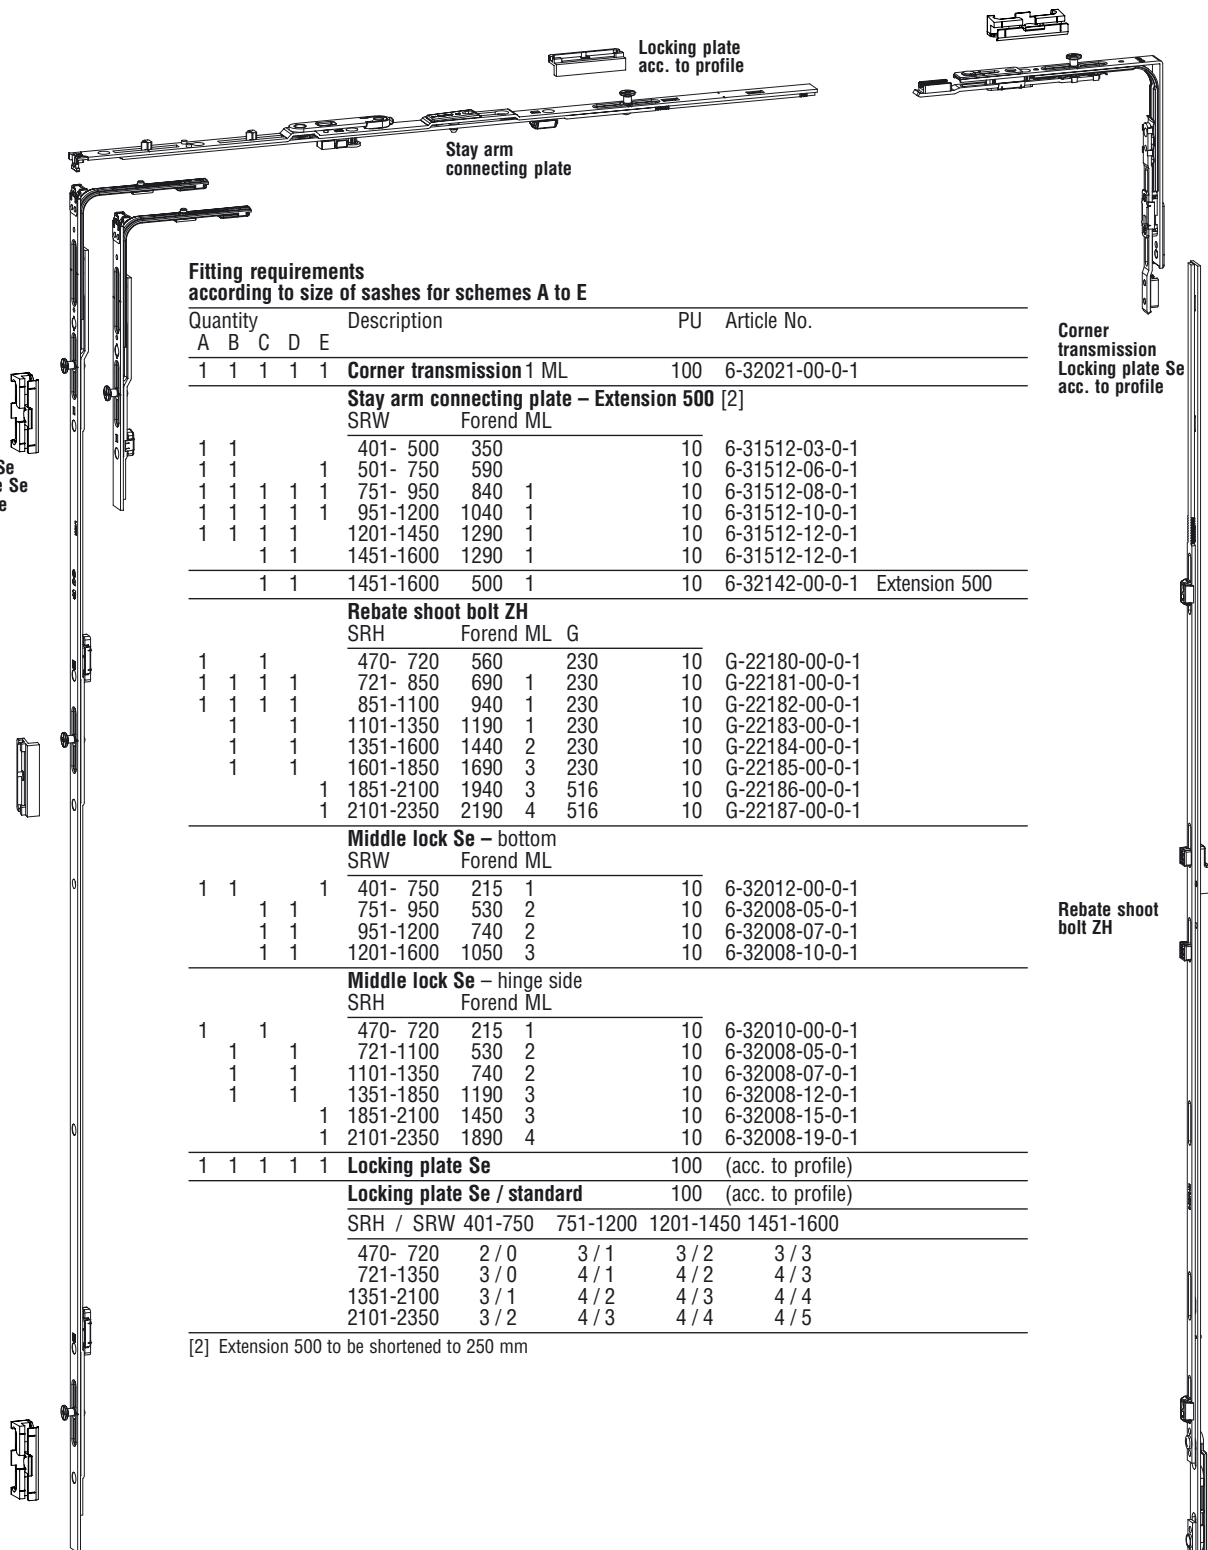 Locking plate
acc. to profile
Stay arm
connecting plate
Fitting requirements
according to size of sashes for schemes A to E
Quantity Description PU Article No.
A B C D E
1 1 1 1 1 Corner transmission 1 ML 100 6-32021-00-0-1
Stay arm connecting plate – Extension 500 [2]
SRW Forend ML
1 1 401- 500 350 10 6-31512-03-0-1
1 1 1 501- 750 590 10 6-31512-06-0-1
1 1 1 1 1 751- 950 840 1 10 6-31512-08-0-1
1 1 1 1 1 951-1200 1040 1 10 6-31512-10-0-1
1 1 1 1 1201-1450 1290 1 10 6-31512-12-0-1
1 1 1451-1600 1290 1 10 6-31512-12-0-1
1 1 1451-1600 500 1 10 6-32142-00-0-1 Extension 500
Rebate shoot bolt ZH
SRH Forend ML G
1 1 470- 720 560 230 10 G-22180-00-0-1
1 1 1 1 721- 850 690 1 230 10 G-22181-00-0-1
1 1 1 1 851-1100 940 1 230 10 G-22182-00-0-1
1 1 1101-1350 1190 1 230 10 G-22183-00-0-1
1 1 1351-1600 1440 2 230 10 G-22184-00-0-1
1 1 1601-1850 1690 3 230 10 G-22185-00-0-1
1 1851-2100 1940 3 516 10 G-22186-00-0-1
1 2101-2350 2190 4 516 10 G-22187-00-0-1
Middle lock Se – bottom
SRW Forend ML
1 1 1 401- 750 215 1 10 6-32012-00-0-1
1 1 751- 950 530 2 10 6-32008-05-0-1
1 1 951-1200 740 2 10 6-32008-07-0-1
1 1 1201-1600 1050 3 10 6-32008-10-0-1
Middle lock Se – hinge side
SRH Forend ML
1 1 470- 720 215 1 10 6-32010-00-0-1
1 1 721-1100 530 2 10 6-32008-05-0-1
1 1 1101-1350 740 2 10 6-32008-07-0-1
1 1 1351-1850 1190 3 10 6-32008-12-0-1
1 1851-2100 1450 3 10 6-32008-15-0-1
1 2101-2350 1890 4 10 6-32008-19-0-1
1 1 1 1 1 Locking plate Se 100 (acc. to profile)
Locking plate Se / standard 100 (acc. to profile)
SRH / SRW 401-750 751-1200 1201-1450 1451-1600
470- 720 2 / 0 3 / 1 3 / 2 3 / 3
721-1350 3 / 0 4 / 1 4 / 2 4 / 3
1351-2100 3 / 1 4 / 2 4 / 3 4 / 4
2101-2350 3 / 2 4 / 3 4 / 4 4 / 5
[2] Extension 500 to be shortened to 250 mm
Corner
transmission
Locking plate Se
acc. to profile
Rebate shoot
bolt ZH
Se
Se